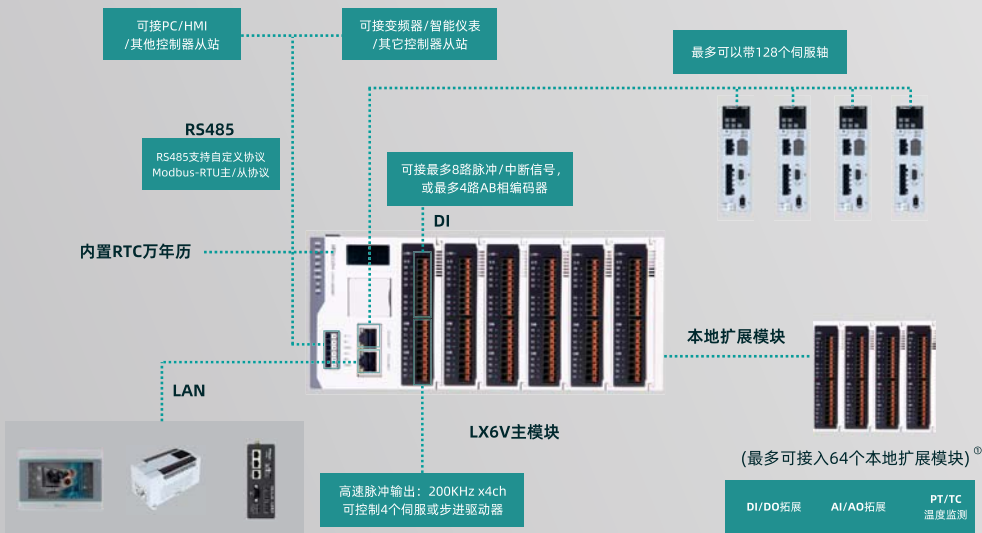 可接PC/HMI
/其他控制器从站
可接变频器/智能仪表
/其它控制器从站
最多可以带128个伺服轴
RS485
RS485支持自定义协议
Modbus-RTU主/从协议
可接最多8路脉冲/中断信号,
或最多4路AB相编码器
DI
内置RTC万年历
本地扩展模块
LAN
LX6V主模块
(最多可接入64个本地扩展模块)①
高速脉冲输出：200KHz x4ch
可控制4个伺服或步进驱动器
DI/DO拓展
AI/AO拓展
PT/TC
温度监测